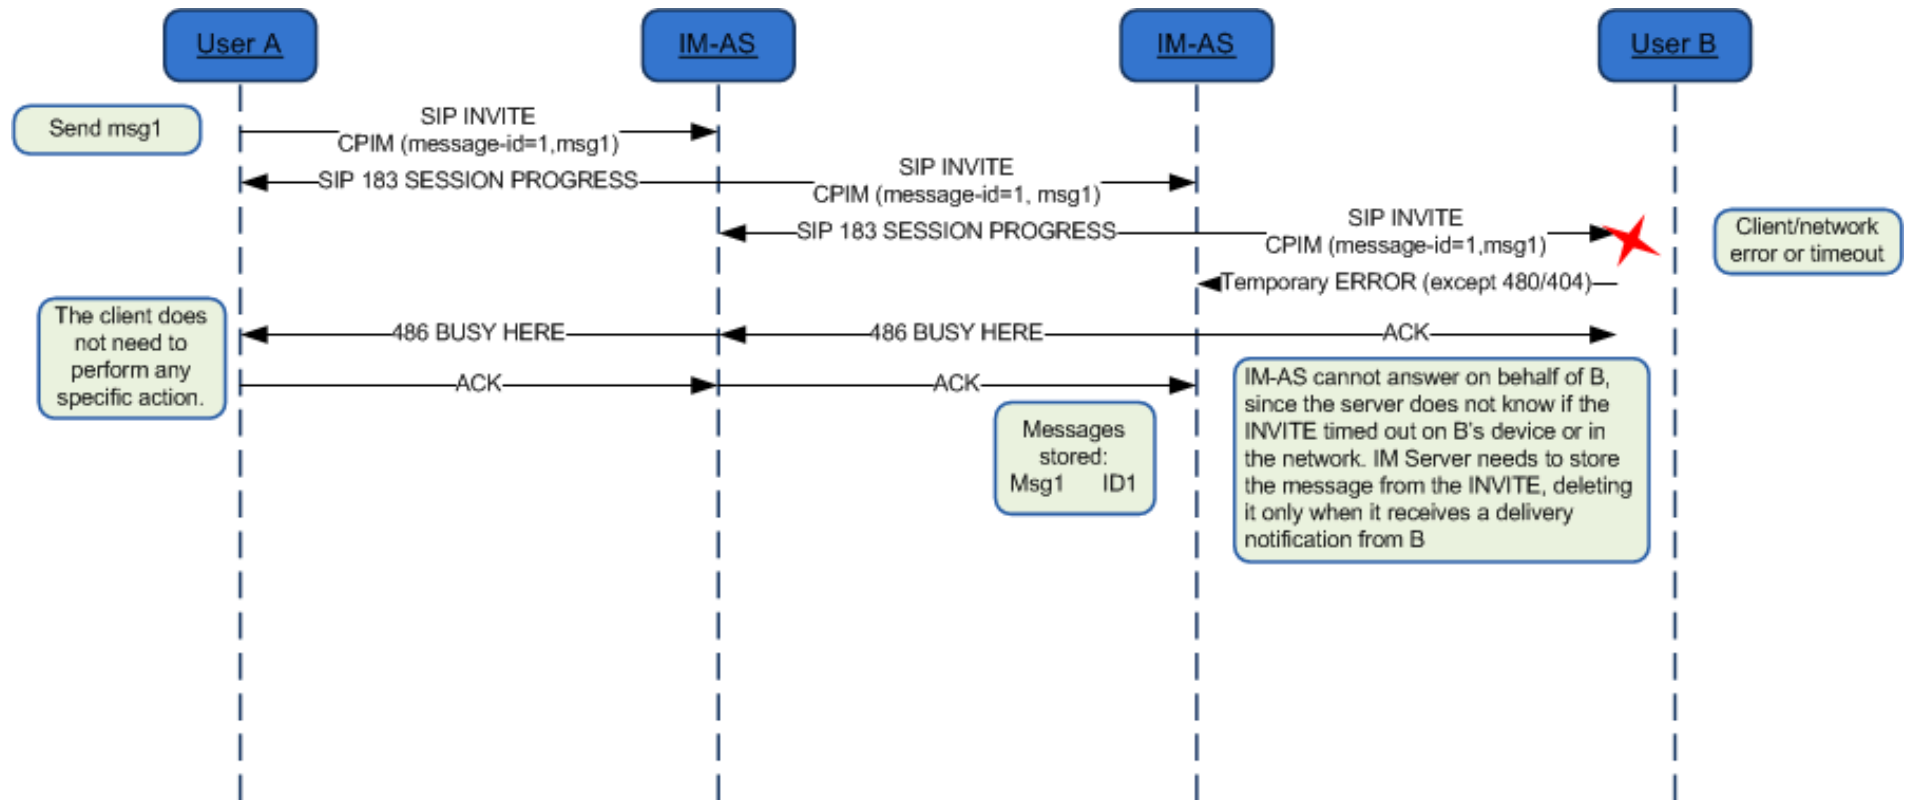 User A
IM-AS
IM-AS
User B
Send msg1
SIP INVITE
CPIM (message-id=1,msg1)
SIP 183 SESSION PROGRESS
SIP INVITE
CPIM (message-id=1, msg1)
SIP 183 SESSION PROGRESS
SIP INVITE
CPIM (message-id=1,msg1)
Client/network
error or timeout
Temporary ERROR (except 480/404)
The client does
not need to
perform any
specific action.
486 BUSY HERE
486 BUSY HERE
ACK
ACK
ACK
Messages
stored:
Msg1 ID1
IM-AS cannot answer on behalf of B,
since the server does not know if the
INVITE timed out on B's device or in
the network. IM Server needs to store
the message from the INVITE, deleting
it only when it receives a delivery
notification from B